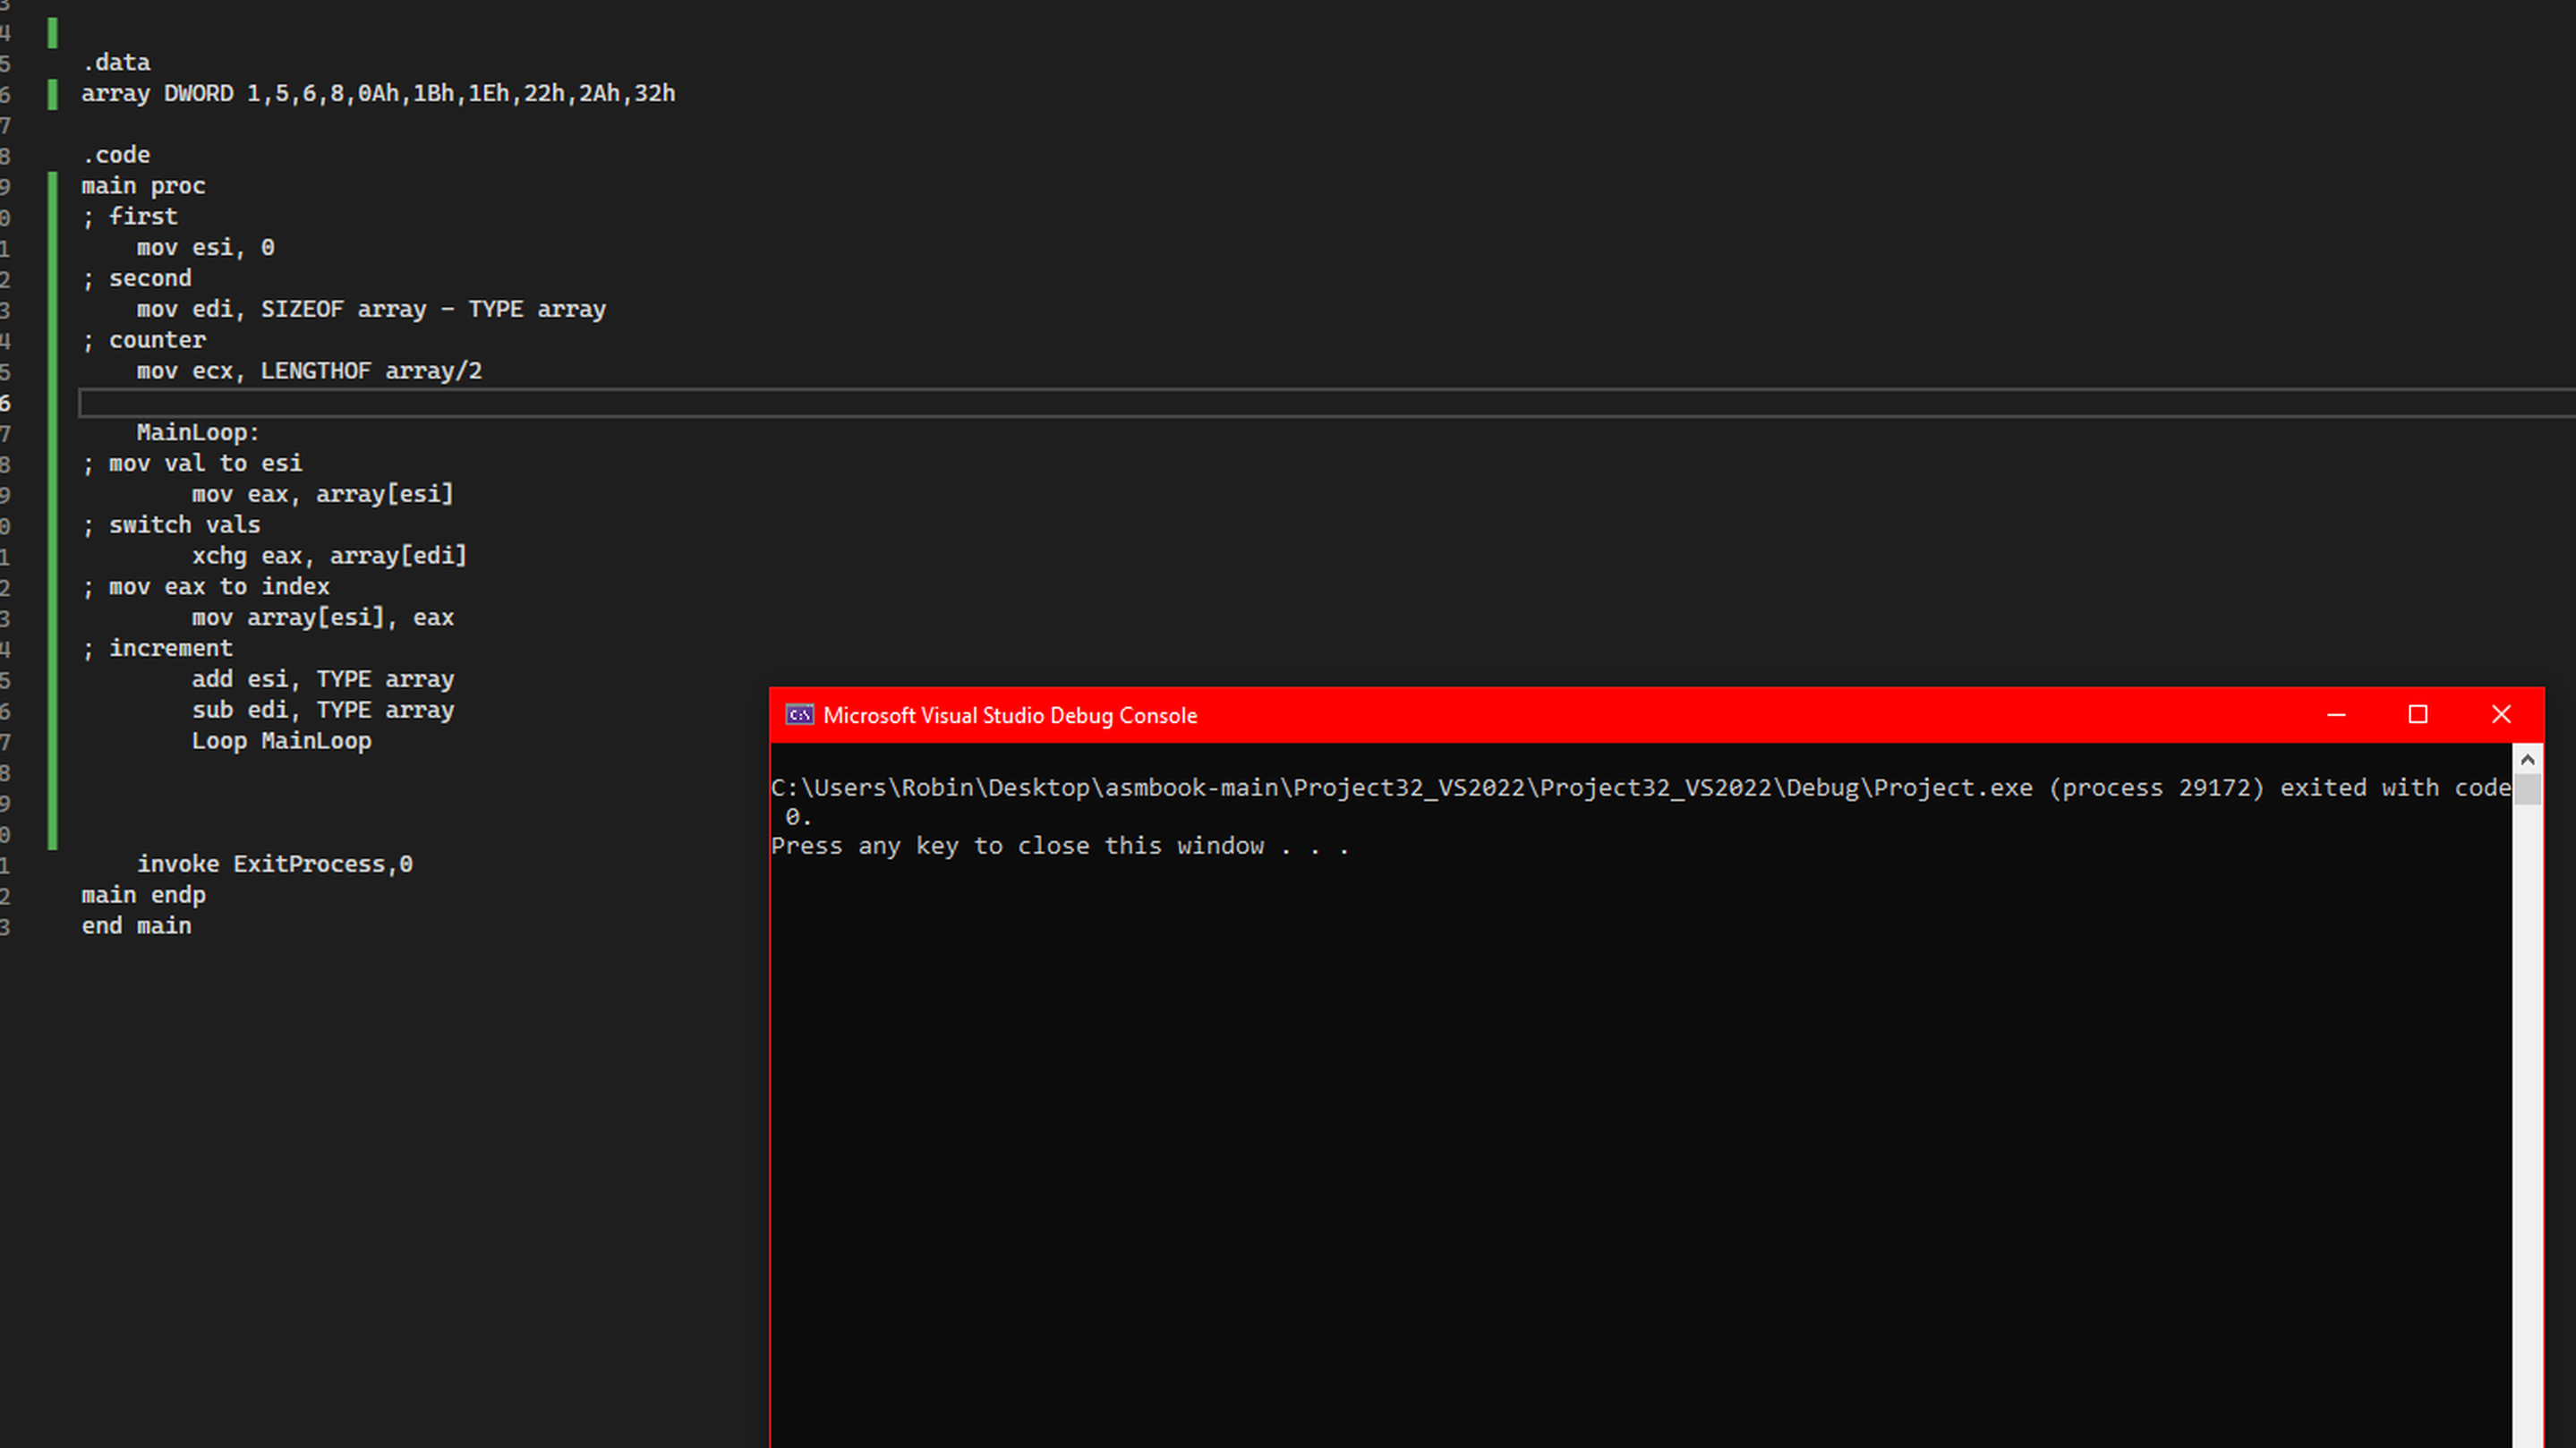 3
4
5 .data
6 array DWORD 1,5,6,8,0Ah,1Bh,1Eh,22h,2Ah,32h
7
8 .code
9 main proc
0 ; first
1 mov esi, 0
2 ; second
3 mov edi, SIZEOF array - TYPE array
4 ; counter
5 mov ecx, LENGTHOF array/2
6
7 MainLoop:
8 ; mov val to esi
9 mov eax, array[esi]
0 ; switch vals
1 xchg eax, array[edi]
2 ; mov eax to index
3 mov array[esi], eax
4 ; increment
5 add esi, TYPE array
6 sub edi, TYPE array
7 Loop MainLoop
8
9
0
1 invoke ExitProcess,0
2 main endp
3 end main
Microsoft Visual Studio Debug Console
C:\Users\Robin\Desktop\asmbook-main\Project32_VS2022\Project32_VS2022\Debug\Project.exe (process 29172) exited with code
0.
Press any key to close this window . . .